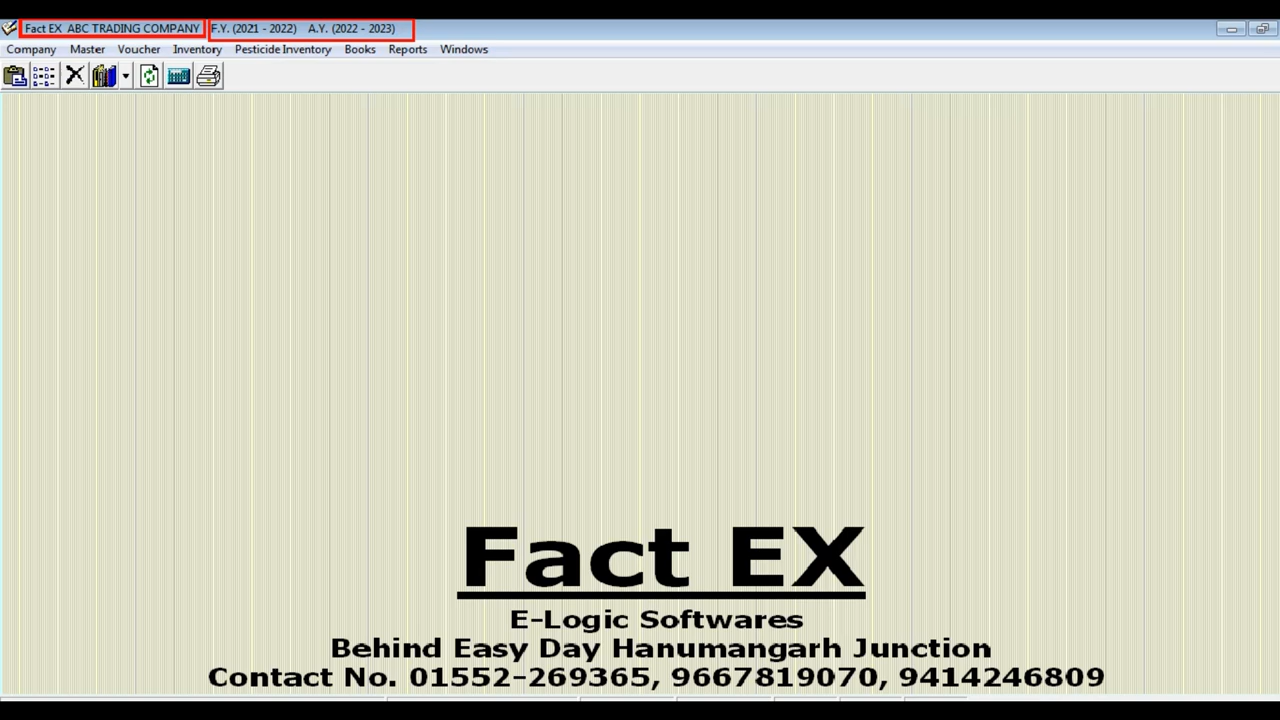 Fact EX ABC TRADING COMPANY F.Y. (2021 - 2022) A.Y. (2022 - 2023)
Company Master Voucher Inventory Pesticide Inventory Books Reports Windows
Fact EX
E-Logic Softwares
Behind Easy Day Hanumangarh Junction
Contact No. 01552-269365, 9667819070, 9414246809